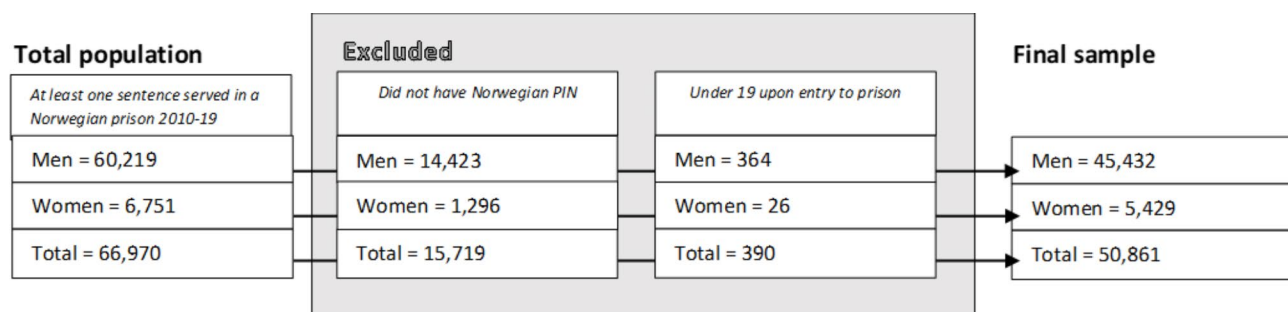 Total population
At least one sentence served in a
Norwegian prison 2010-19
Men = 60,219
Women = 6,751
Total = 66,970
Excluded
Did not have Norwegian PIN
Men = 14,423
Women = 1,296
Total = 15,719
Under 19 upon entry to prison
Men = 364
Women = 26
Total = 390
Final sample
Men = 45,432
Women = 5,429
Total = 50,861